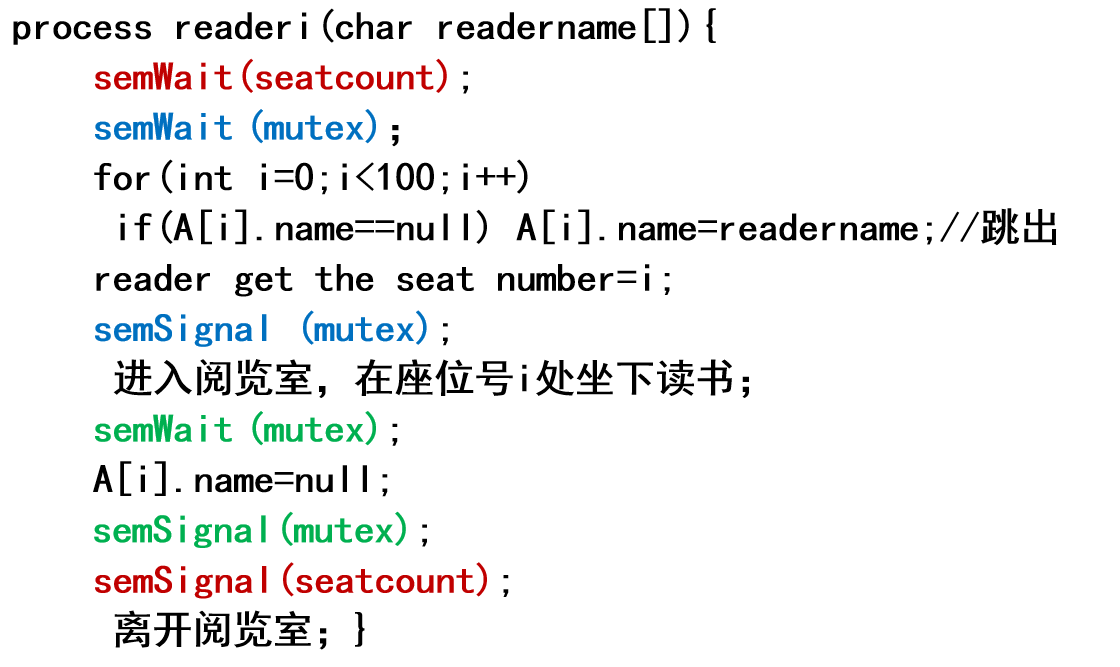 process readeri(char readername[]){
semWait(seatcount);
semWait(mutex);
for(int i=0;i<100;i++)
if(A[i].name==null) A[i].name=readername;//跳出
reader get the seat number=i;
semSignal (mutex);
进入阅览室，在座位号i处坐下读书;
semWait(mutex);
A[i].name=null;
semSignal(mutex);
semSignal(seatcount);
离开阅览室;}